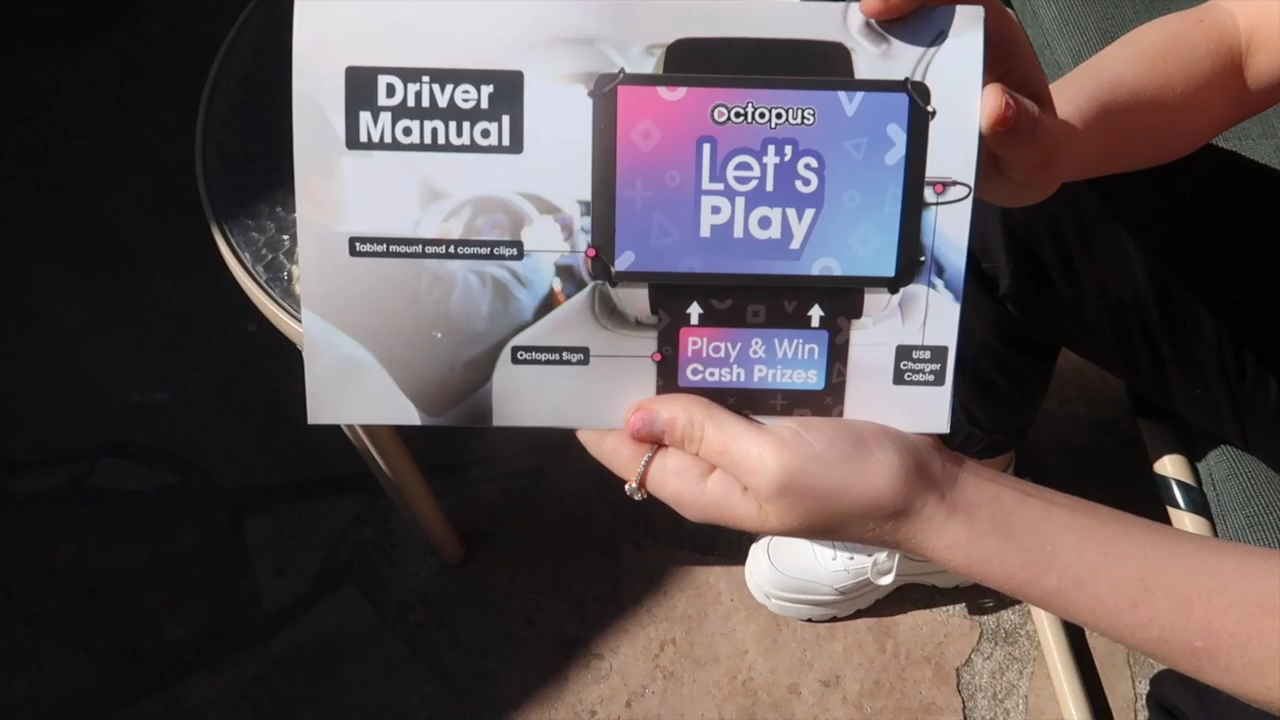 Driver
Manual
Octopus
Let's
Play
Tablet mount and 4 corner clips
Octopus Sign
Play & Win
Cash Prizes
USB
Charger
Cable